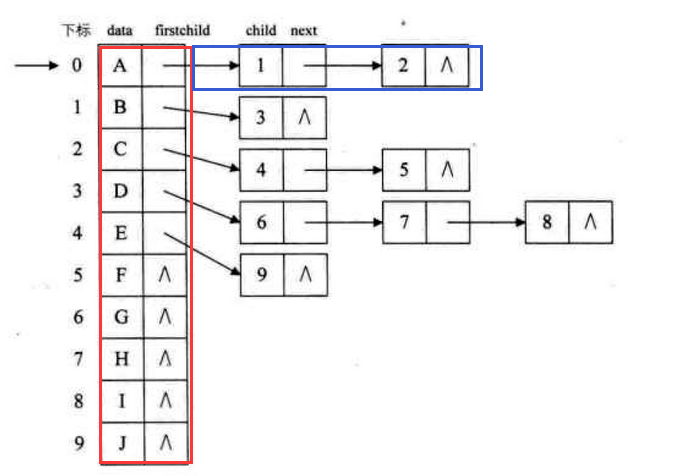 下标 data firstchild child next
0 A 1 2 ∧
1 B 3 ∧
2 C 4 5 ∧
3 D 6 7 8 ∧
4 E 9 ∧
5 F ∧
6 G ∧
7 H ∧
8 I ∧
9 J ∧